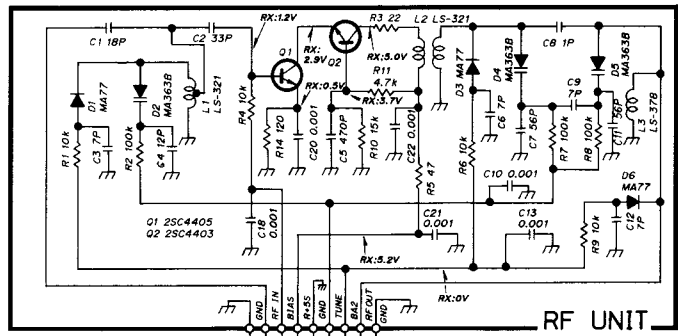 C1 18P
C2 33P
RX:1.2V
Q1
RX:
2.9V
Q2
R3 22
RX:5.0V
L2 LS-321
R11
4.7k
RX:0.5V
RX:3.7V
D1
MA77
D2
MA363B
L1
LS-321
R4 10k
D3 MA77
D4
MA363B
C8 1P
D5
MA363B
C9
7P
C6 7P
C7 56P
R7 100k
R8 100k
C11 56P
L3
LS-378
R1 10k
C3 7P
R2 100k
C4 12P
R14 120
C20 0.001
C5 470P
R10 15k
C22 0.001
R5 47
R6 10k
C10 0.001
D6
MA77
Q1 2SC4405
Q2 2SC4403
C18
0.001
C21
0.001
C13
0.001
R9 10k
C12
7P
RX:5.2V
RX:0V
GND
RF IN
BIAS
R+5S
GND
TUNE
BA2
RFOUT
GND
RF UNIT